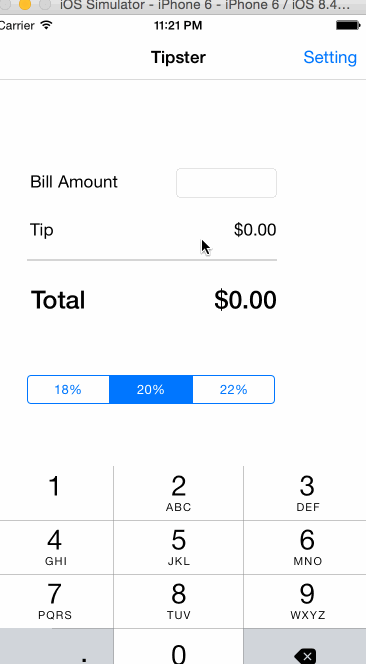 iOS Simulator - iPhone 6 - iPhone 6 / iOS 8.4...
Carrier 11:21 PM
Tipster Setting
Bill Amount
Tip $0.00
Total $0.00
18% 20% 22%
1 2 3
ABC DEF
4 5 6
GHI JKL MNO
7 8 9
PQRS TUV WXYZ
. 0